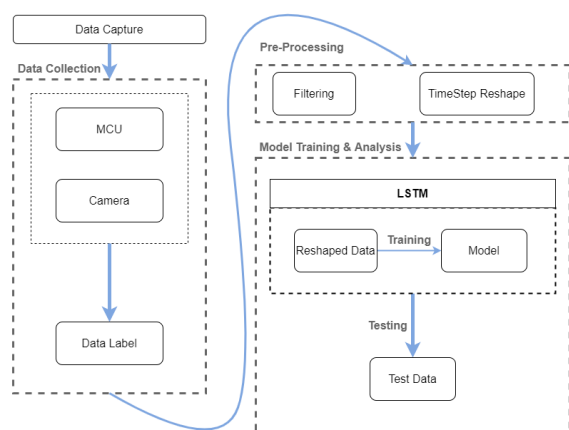 Data Capture
Data Collection
MCU
Camera
Data Label
Pre-Processing
Filtering
TimeStep Reshape
Model Training & Analysis
LSTM
Reshaped Data
Training
Model
Testing
Test Data